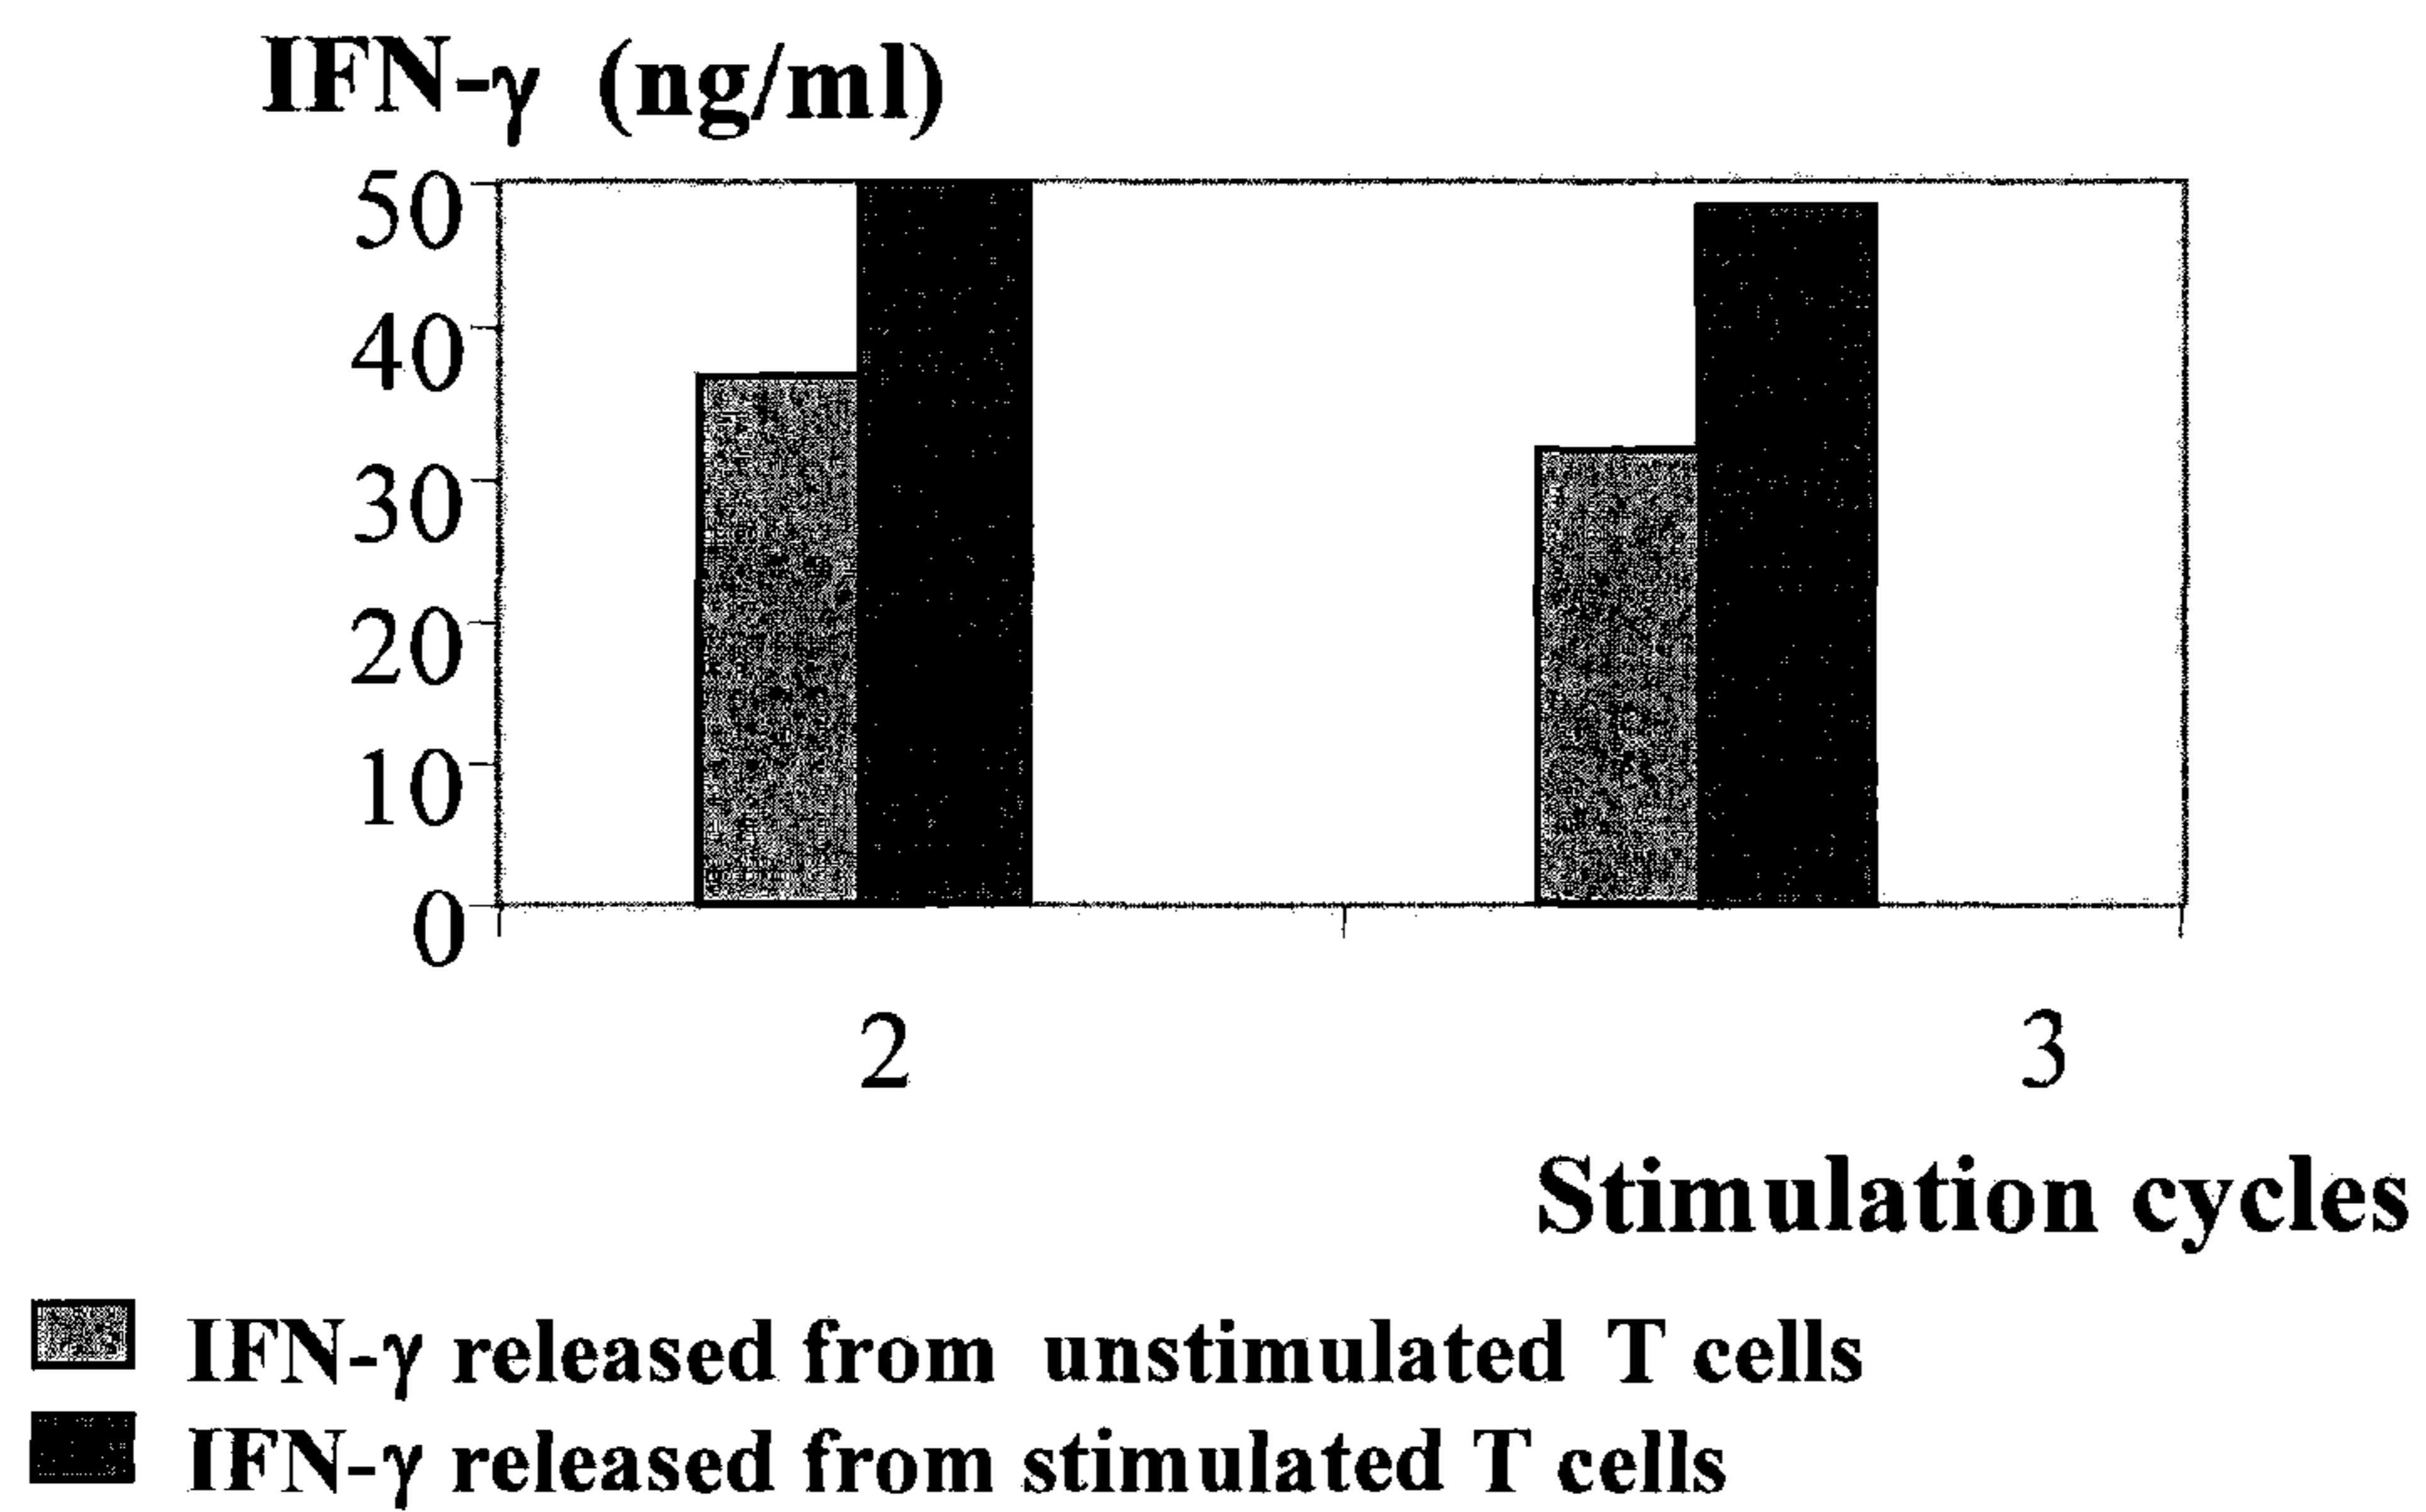 IFN-γ (ng/ml)
50
40
30
20
10
0
2 3
Stimulation cycles
IFN-γ released from unstimulated T cells
IFN-γ released from stimulated T cells